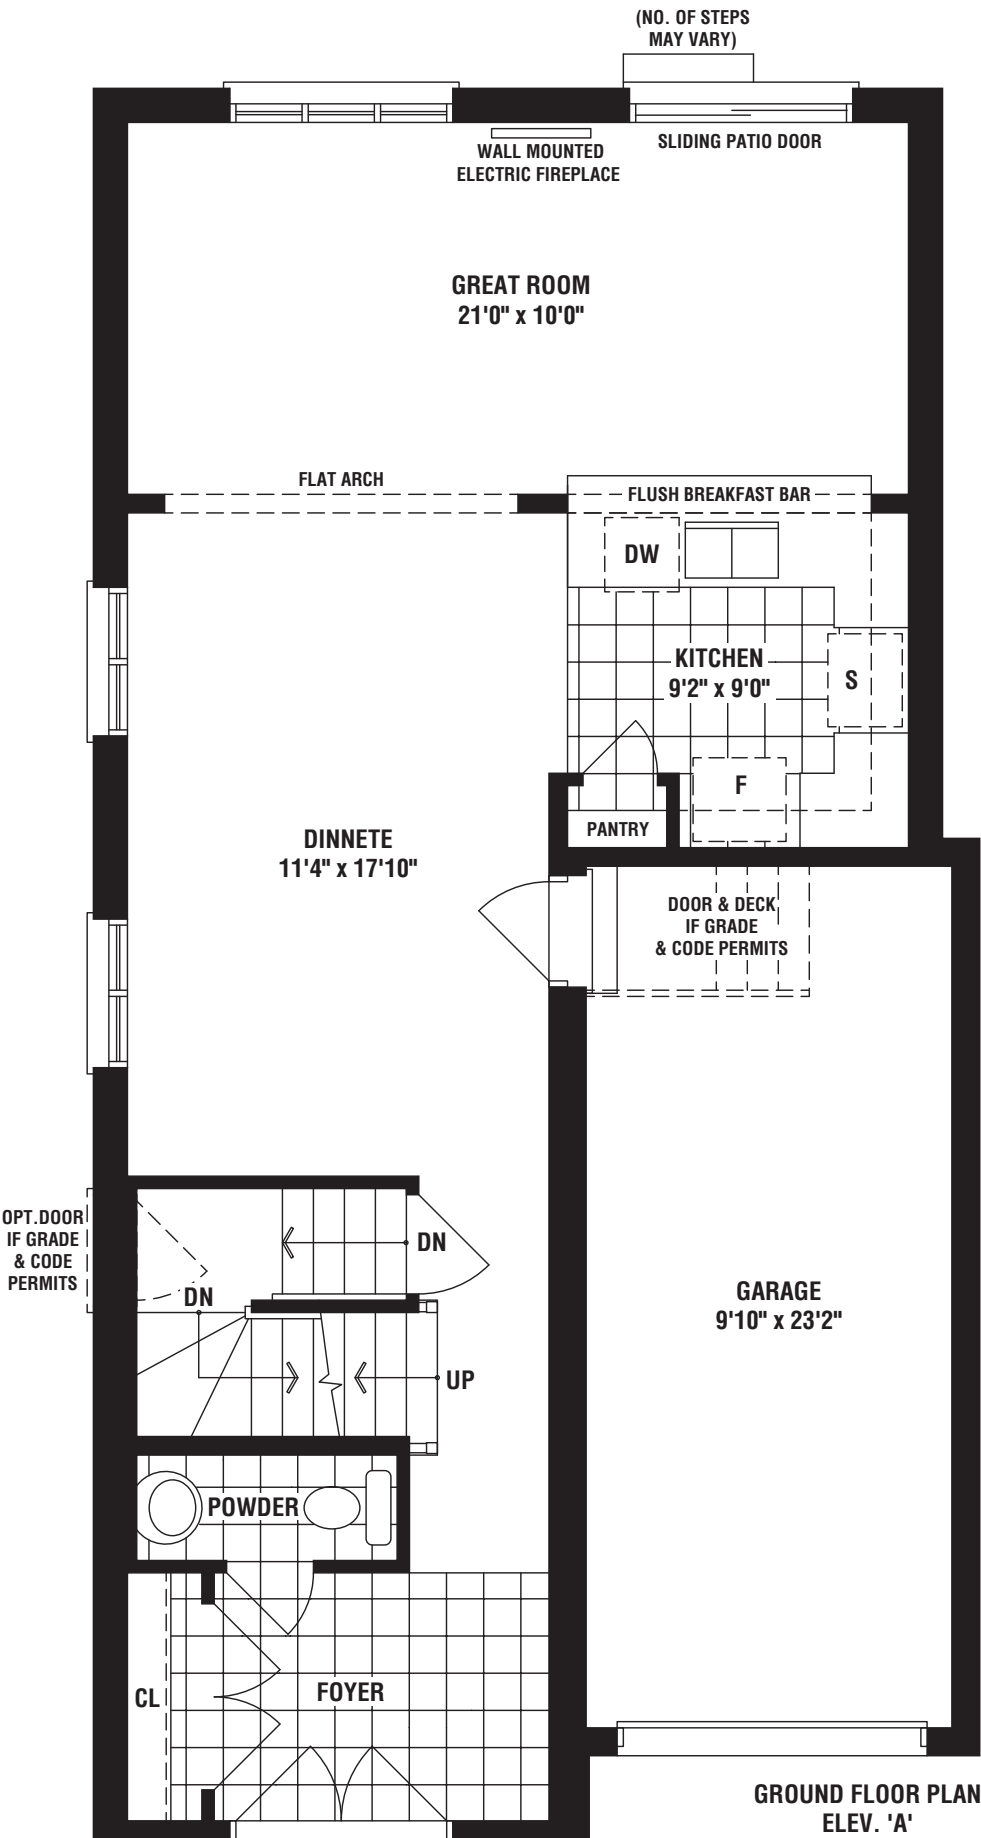 (NO. OF STEPS
MAY VARY)
SLIDING PATIO DOOR
WALL MOUNTED
ELECTRIC FIREPLACE
GREAT ROOM
21'0" x 10'0"
FLAT ARCH
FLUSH BREAKFAST BAR
DW
KITCHEN
9'2" x 9'0"
S
F
PANTRY
DINNETE
11'4" x 17'10"
DOOR & DECK
IF GRADE
& CODE PERMITS
OPT.DOOR
IF GRADE
& CODE
PERMITS
DN
DN
UP
GARAGE
9'10" x 23'2"
POWDER
CL
FOYER
GROUND FLOOR PLAN
ELEV. 'A'